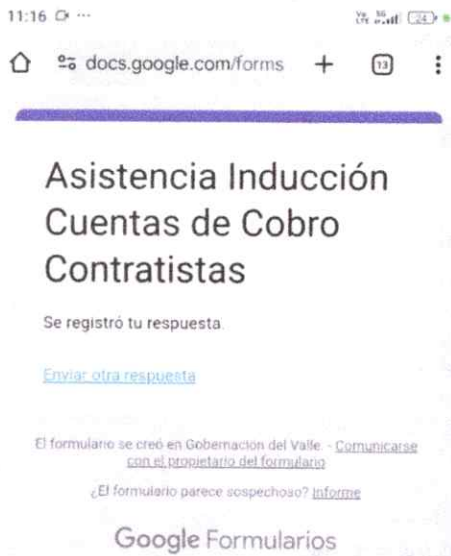 11:16
docs.google.com/forms
13
24
Asistencia Inducción
Cuentas de Cobro
Contratistas
Se registró tu respuesta.
Enviar otra respuesta
El formulario se creó en Gobernación del Valle. - Comunicarse
con el propietario del formulario
¿El formulario parece sospechoso? Informe
Google Formularios